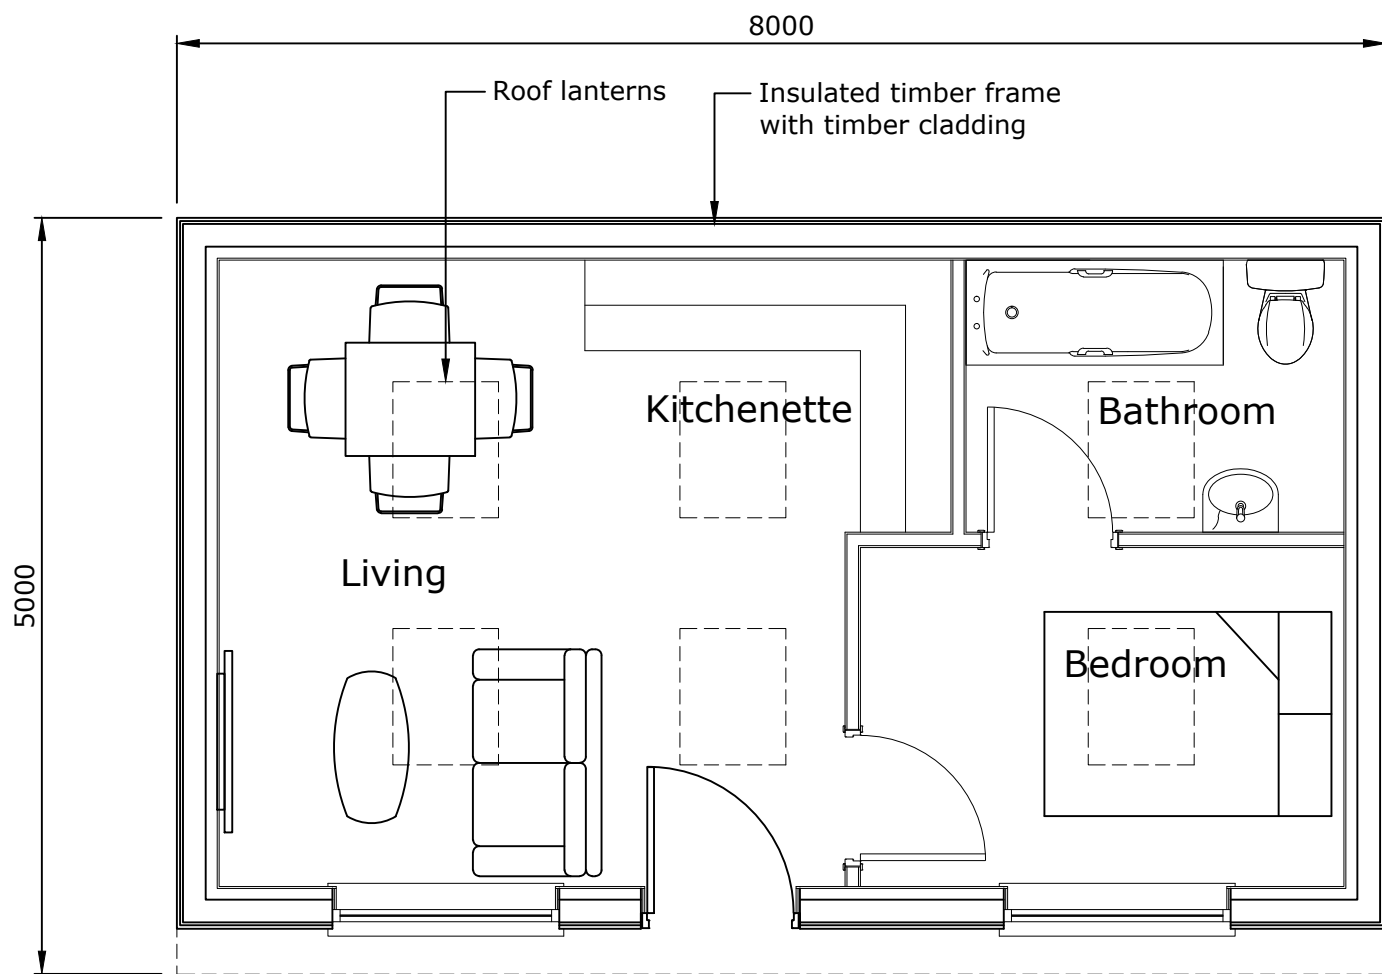 8000
Roof lanterns
Insulated timber frame
with timber cladding
Kitchenette
Bathroom
Living
5000
Bedroom